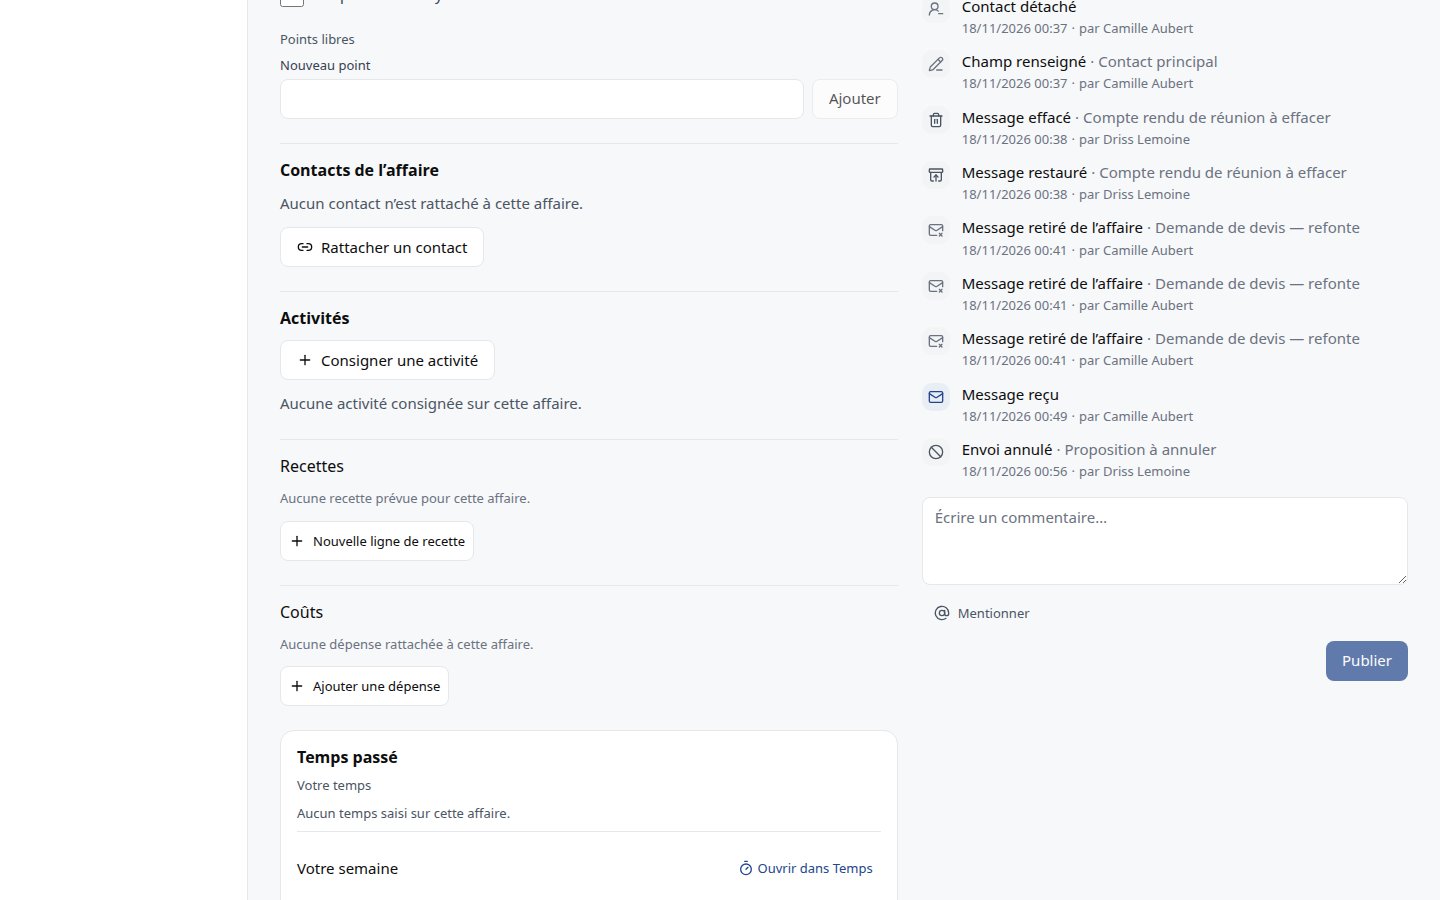 Points libres
Nouveau point
Ajouter
Contacts de l’affaire
Aucun contact n’est rattaché à cette affaire.
Rattacher un contact
Activités
Consigner une activité
Aucune activité consignée sur cette affaire.
Recettes
Aucune recette prévue pour cette affaire.
Nouvelle ligne de recette
Coûts
Aucune dépense rattachée à cette affaire.
Ajouter une dépense
Temps passé
Votre temps
Aucun temps saisi sur cette affaire.
Votre semaine
Ouvrir dans Temps
Contact détaché
18/11/2026 00:37 · par Camille Aubert
Champ renseigné · Contact principal
18/11/2026 00:37 · par Camille Aubert
Message effacé · Compte rendu de réunion à effacer
18/11/2026 00:38 · par Driss Lemoine
Message restauré · Compte rendu de réunion à effacer
18/11/2026 00:38 · par Driss Lemoine
Message retiré de l’affaire · Demande de devis — refonte
18/11/2026 00:41 · par Camille Aubert
Message retiré de l’affaire · Demande de devis — refonte
18/11/2026 00:41 · par Camille Aubert
Message retiré de l’affaire · Demande de devis — refonte
18/11/2026 00:41 · par Camille Aubert
Message reçu
18/11/2026 00:49 · par Camille Aubert
Envoi annulé · Proposition à annuler
18/11/2026 00:56 · par Driss Lemoine
Écrire un commentaire…
Mentionner
Publier